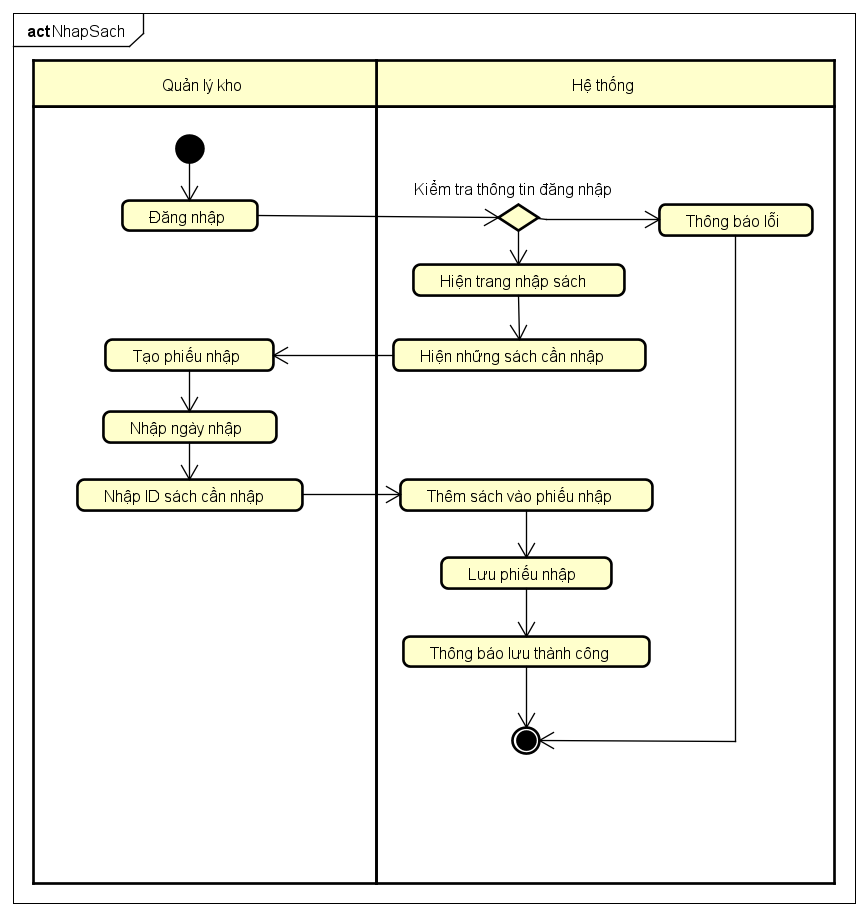 act NhapSach
Quản lý kho
Hệ thống
Kiểm tra thông tin đăng nhập
Đăng nhập
Thông báo lỗi
Hiện trang nhập sách
Tạo phiếu nhập
Hiện những sách cần nhập
Nhập ngày nhập
Nhập ID sách cần nhập
Thêm sách vào phiếu nhập
Lưu phiếu nhập
Thông báo lưu thành công